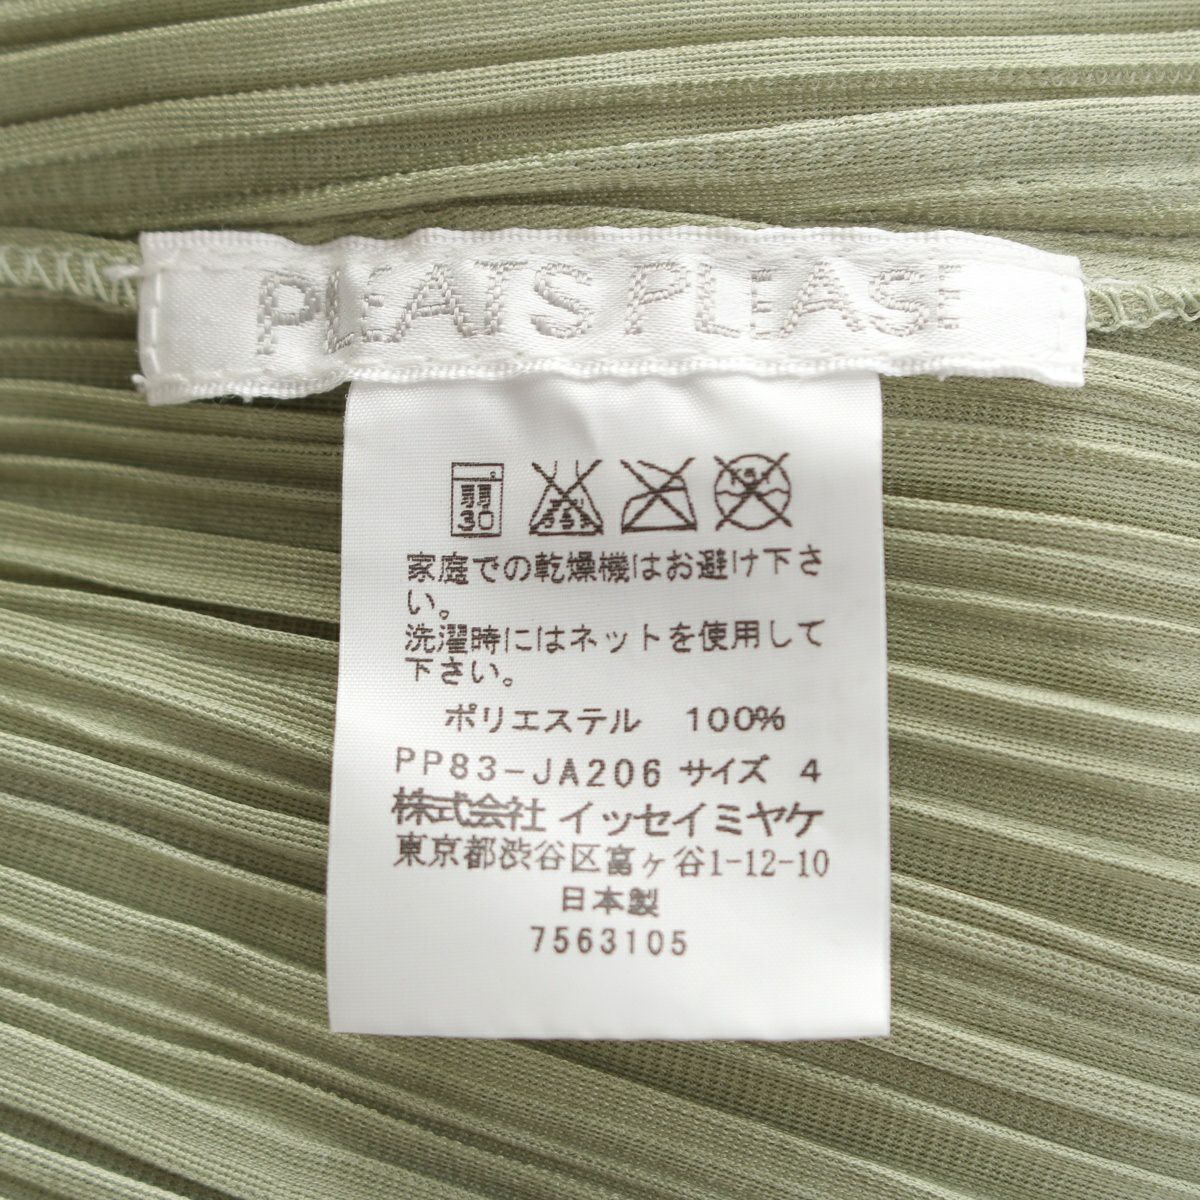 PLEATS PLEASE
弱
30
家庭での乾燥機はお避け下さ
い。
洗濯時にはネットを使用して
下さい。
ポリエステル 100%
PP83-JA206 サイズ 4
株式会社 イッセイミヤケ
東京都渋谷区富ヶ谷1-12-10
日本製
7563105